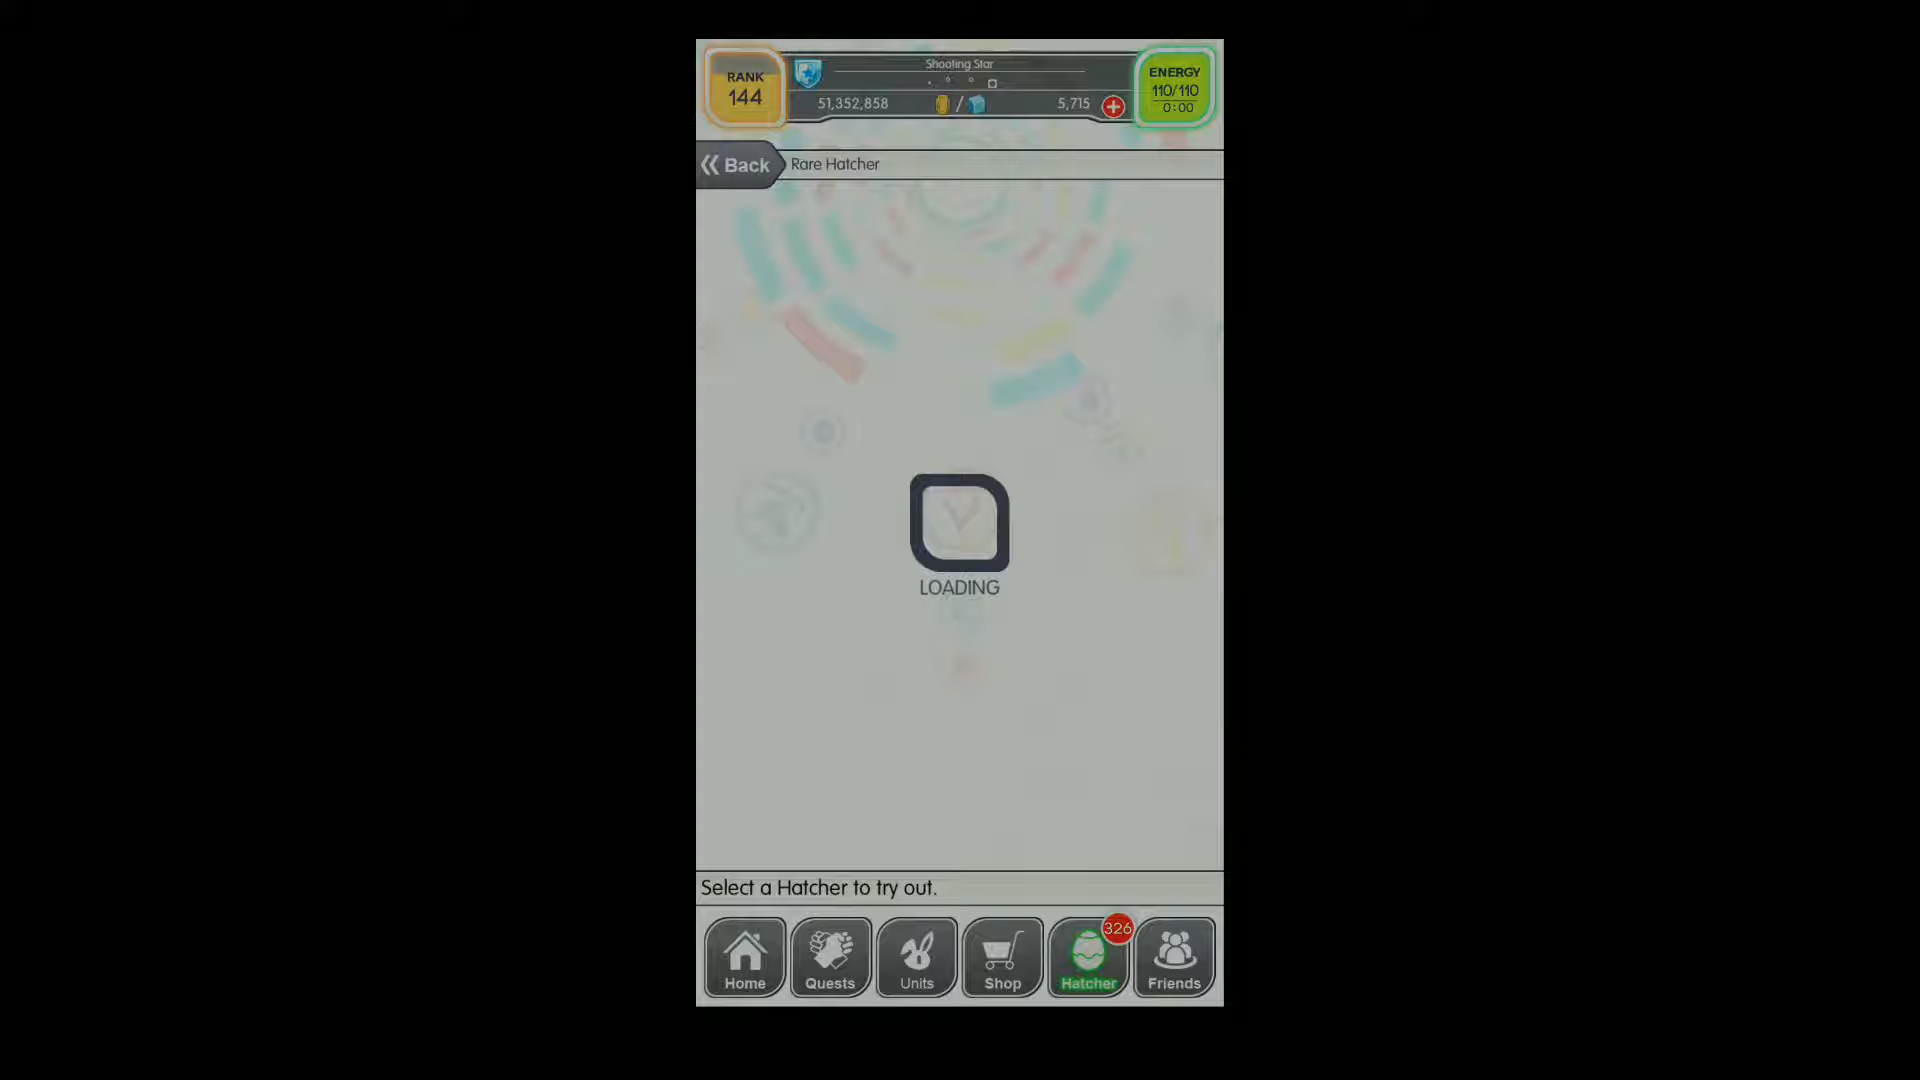 RANK
144
Shooting Star
51,352,858 / 5,715
ENERGY
110/110
0:00
Back
Rare Hatcher
LOADING
Select a Hatcher to try out.
Home
Quests
Units
Shop
326
Hatcher
Friends